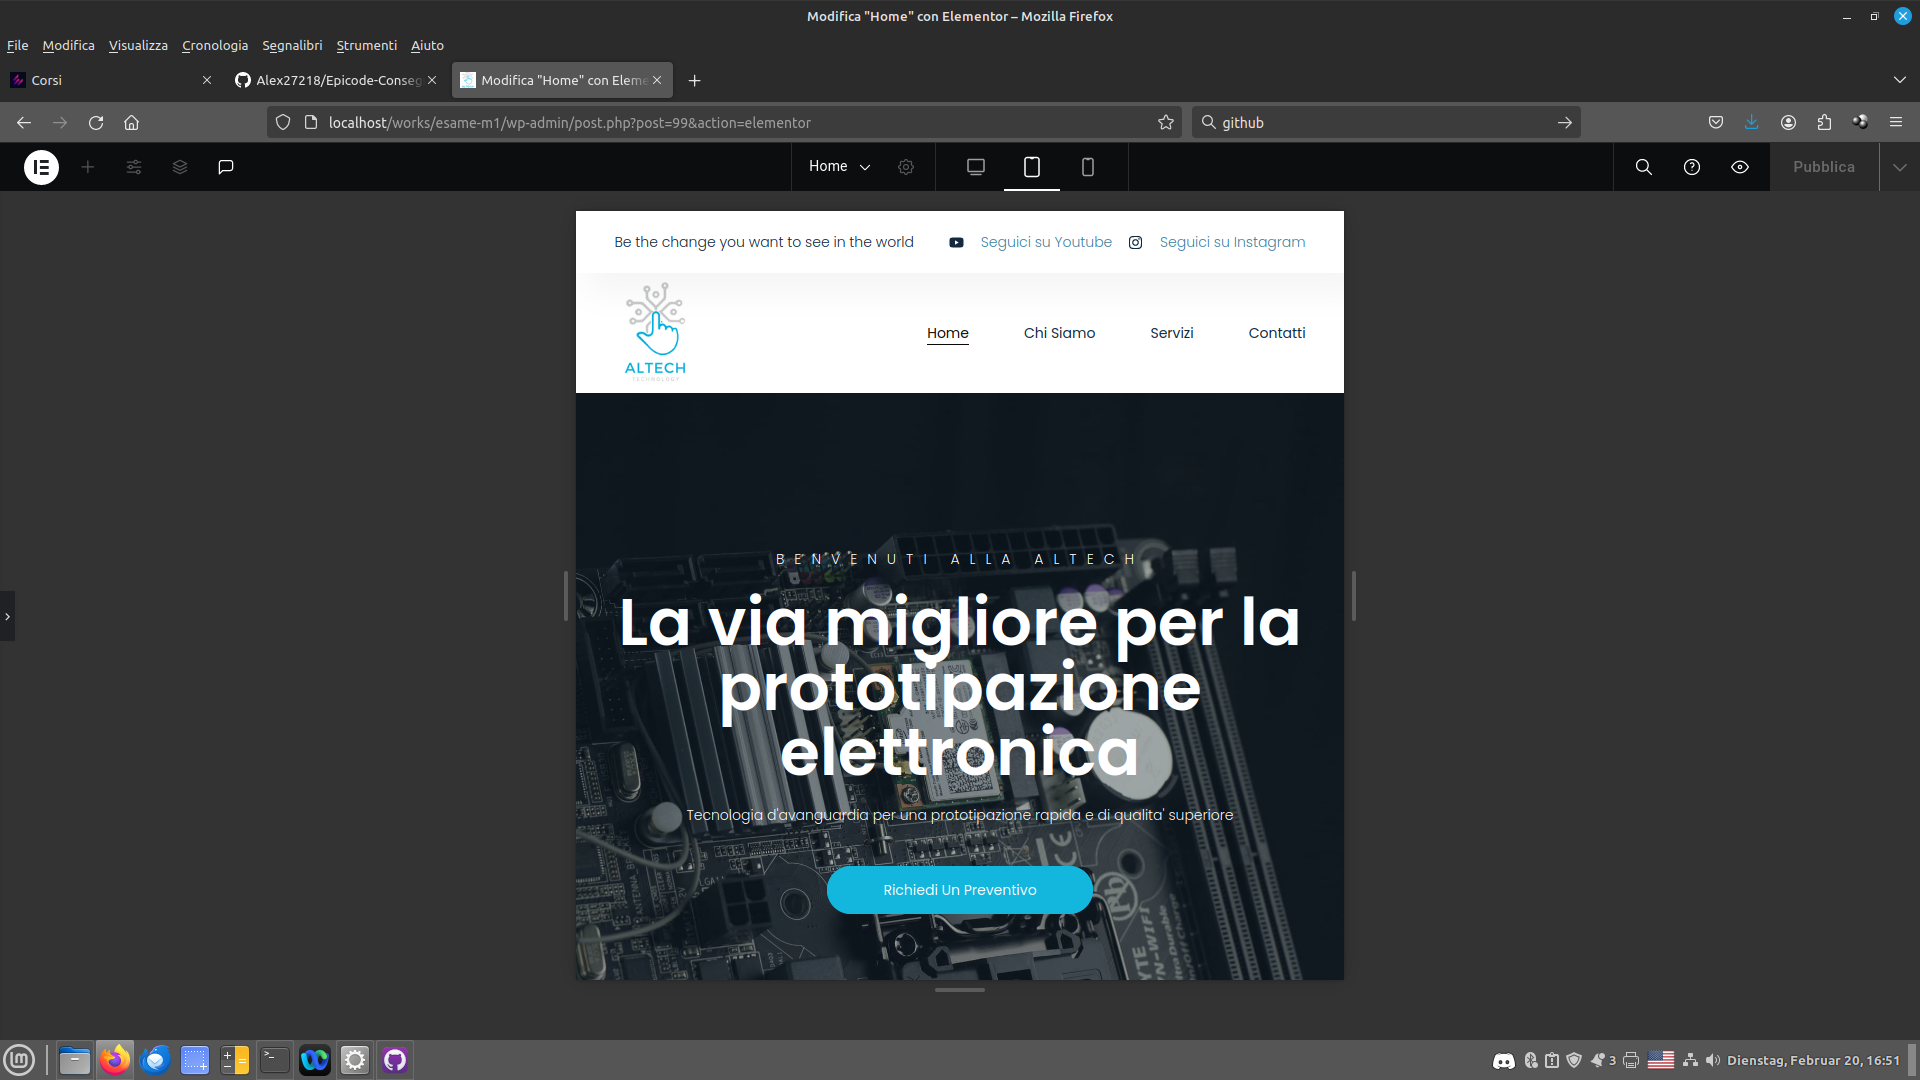 Modifica "Home" con Elementor – Mozilla Firefox
File Modifica Visualizza Cronologia Segnalibri Strumenti Aiuto
Corsi
Alex27218/Epicode-Conseg
Modifica "Home" con Eleme
localhost/works/esame-m1/wp-admin/post.php?post=99&action=elementor
github
Home
Pubblica
Be the change you want to see in the world
Seguici su Youtube
Seguici su Instagram
ALTECH
TECHNOLOGY
Home
Chi Siamo
Servizi
Contatti
BENVENUTI ALLA ALTECH
La via migliore per la
prototipazione
elettronica
Tecnologia d'avanguardia per una prototipazione rapida e di qualita' superiore
Richiedi Un Preventivo
3
Dienstag, Februar 20, 16:51